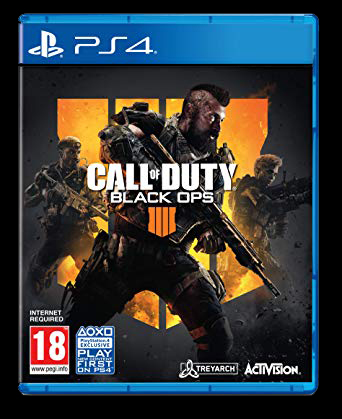 PS4
CALL OF DUTY
BLACK OPS
IIII
INTERNET
REQUIRED
18
www.pegi.info
PlayStation.4
EXCLUSIVE
PLAY
FIRST
ON PS4
TREYARCH
ACTIVISION